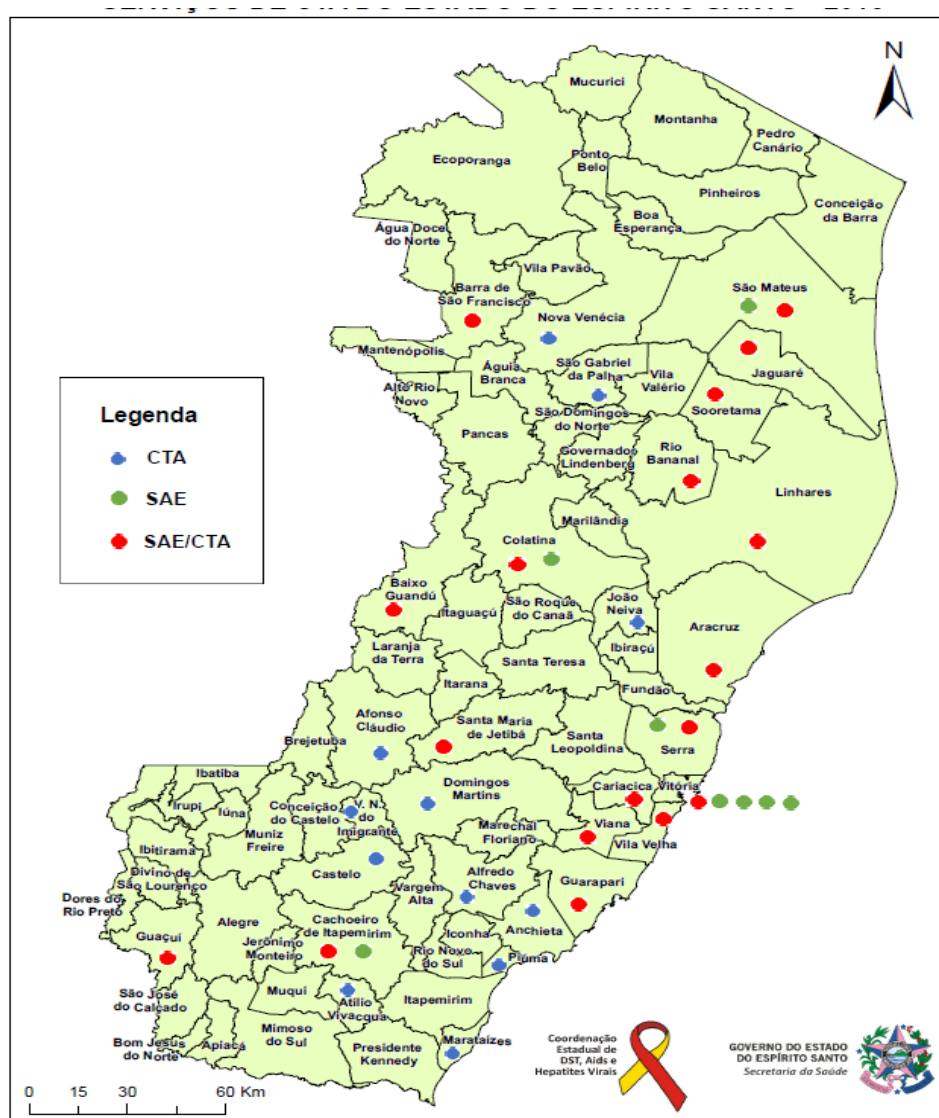 Mucurici
Montanha
Pedro
Canário
Ecoporanga
Ponto
Belo
Pinheiros
Conceição
da Barra
Boa
Esperança
Água Doce
do Norte
Vila Pavão
Barra de
São Francisco
São Mateus
Nova Venécia
Mantenópolis
Águia
Branca
São Gabriel
da Palha
Vila
Valério
Jaguaré
Alto Rio
Novo
Sooretama
São Domingos
do Norte
Pancas
Governador
Lindenberg
Rio
Bananal
Linhares
Legenda
CTA
SAE
SAE/CTA
Marilândia
Colatina
Baixo
Guandú
Itaguaçú
São Roque
do Canaã
João
Neiva
Aracruz
Ibiraçú
Laranja
da Terra
Santa Teresa
Itarana
Fundão
Afonso
Cláudio
Santa Maria
de Jetibá
Santa
Leopoldina
Serra
Brejetuba
Ibatiba
Irupi
Iúna
Conceição
do Castelo
V. N.
do
Imigrante
Domingos
Martins
Cariacica
Vitória
Viana
Vila Velha
Marechal
Floriano
Muniz
Freire
Ibitirama
Divino de
São Lourenço
Castelo
Vargem
Alta
Alfredo
Chaves
Guarapari
Dores do
Rio Preto
Alegre
Cachoeiro
de Itapemirim
Anchieta
Iconha
Guaçuí
Jerônimo
Monteiro
Rio Novo
do Sul
Piúma
São José
do Calçado
Muqui
Atílio
Vivacqua
Itapemirim
Bom Jesus
do Norte
Apiacá
Mimoso
do Sul
Presidente
Kennedy
Marataízes
N
0 15 30 60 Km
Coordenação
Estadual de
DST, Aids e
Hepatites Virais
GOVERNO DO ESTADO
DO ESPÍRITO SANTO
Secretaria da Saúde